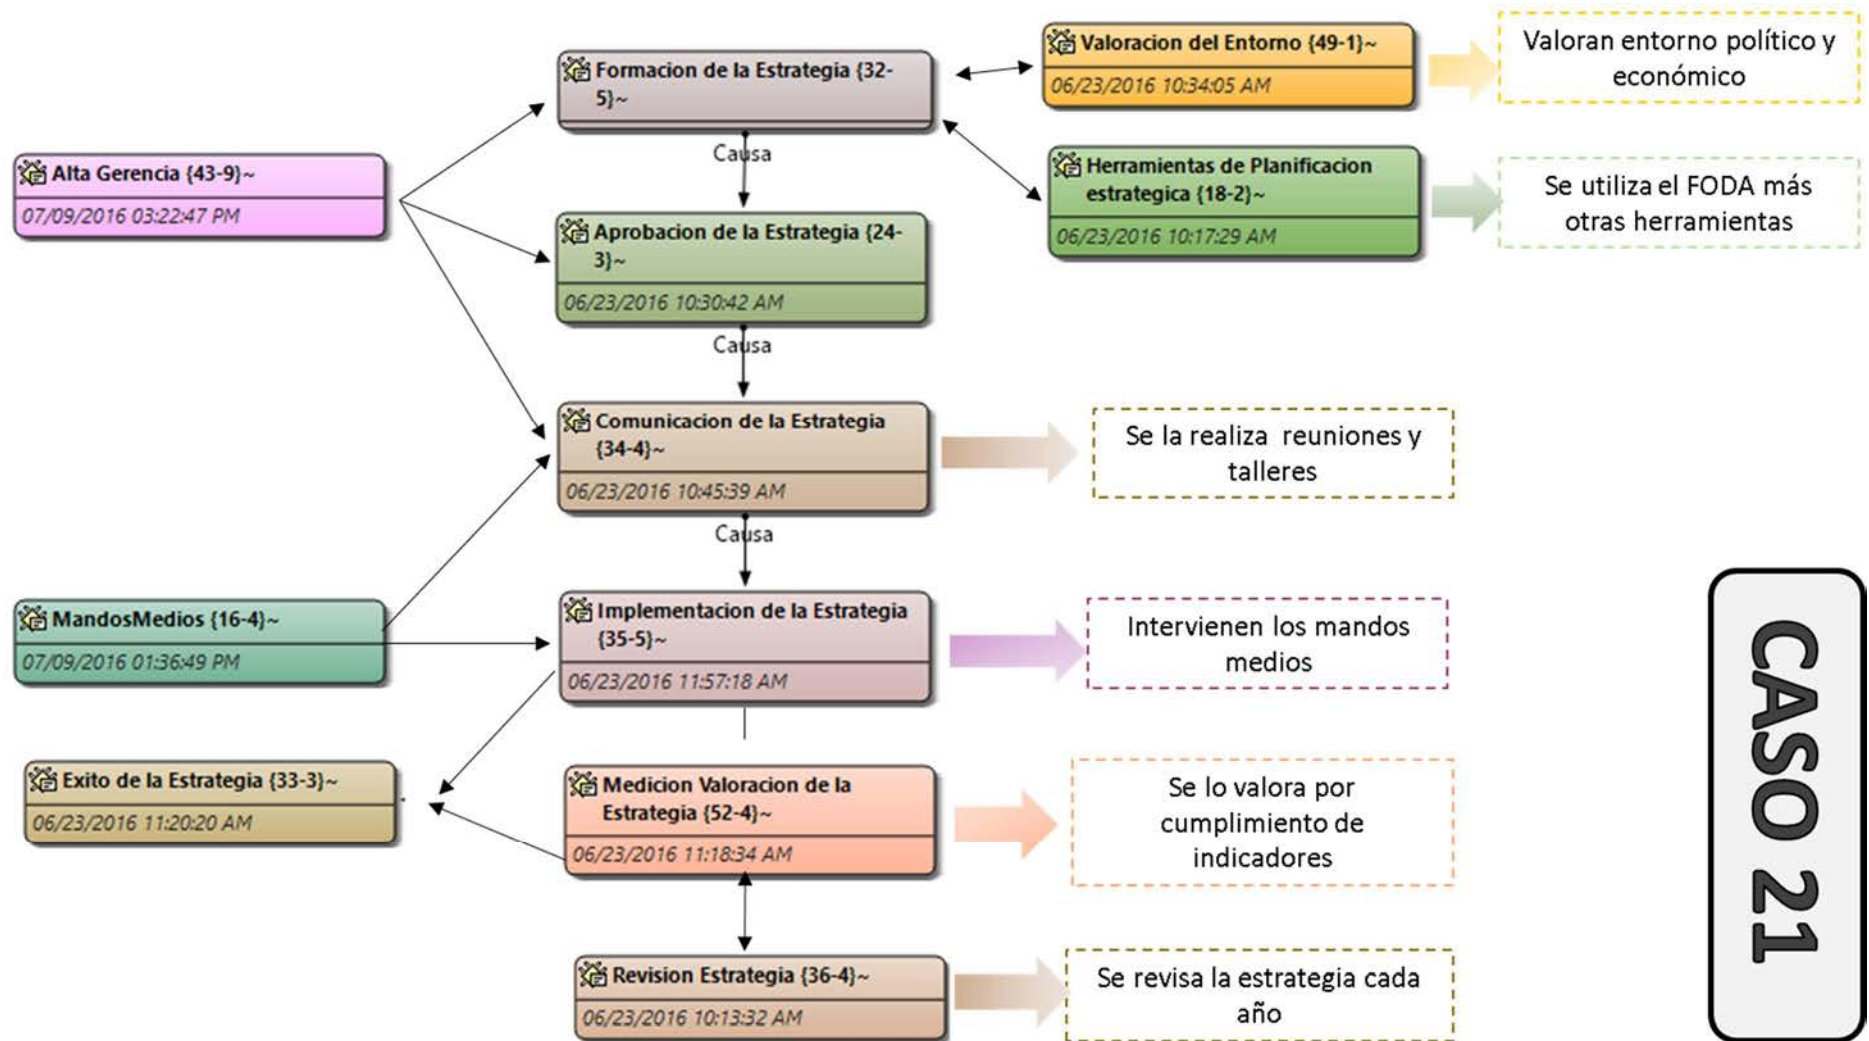 Formacion de la Estrategia {32-
5}~
Valoracion del Entorno {49-1}~
06/23/2016 10:34:05 AM
Valoran entorno político y
económico
Causa
Alta Gerencia {43-9}~
07/09/2016 03:22:47 PM
Herramientas de Planificacion
estrategica {18-2}~
06/23/2016 10:17:29 AM
Se utiliza el FODA más
otras herramientas
Aprobacion de la Estrategia {24-
3}~
06/23/2016 10:30:42 AM
Causa
Comunicacion de la Estrategia
{34-4}~
06/23/2016 10:45:39 AM
Se la realiza reuniones y
talleres
Causa
MandosMedios {16-4}~
07/09/2016 01:36:49 PM
Implementacion de la Estrategia
{35-5}~
06/23/2016 11:57:18 AM
Intervienen los mandos
medios
Exito de la Estrategia {33-3}~
06/23/2016 11:20:20 AM
Medicion Valoracion de la
Estrategia {52-4}~
06/23/2016 11:18:34 AM
Se lo valora por
cumplimiento de
indicadores
Revision Estrategia {36-4}~
06/23/2016 10:13:32 AM
Se revisa la estrategia cada
año
CASO 21